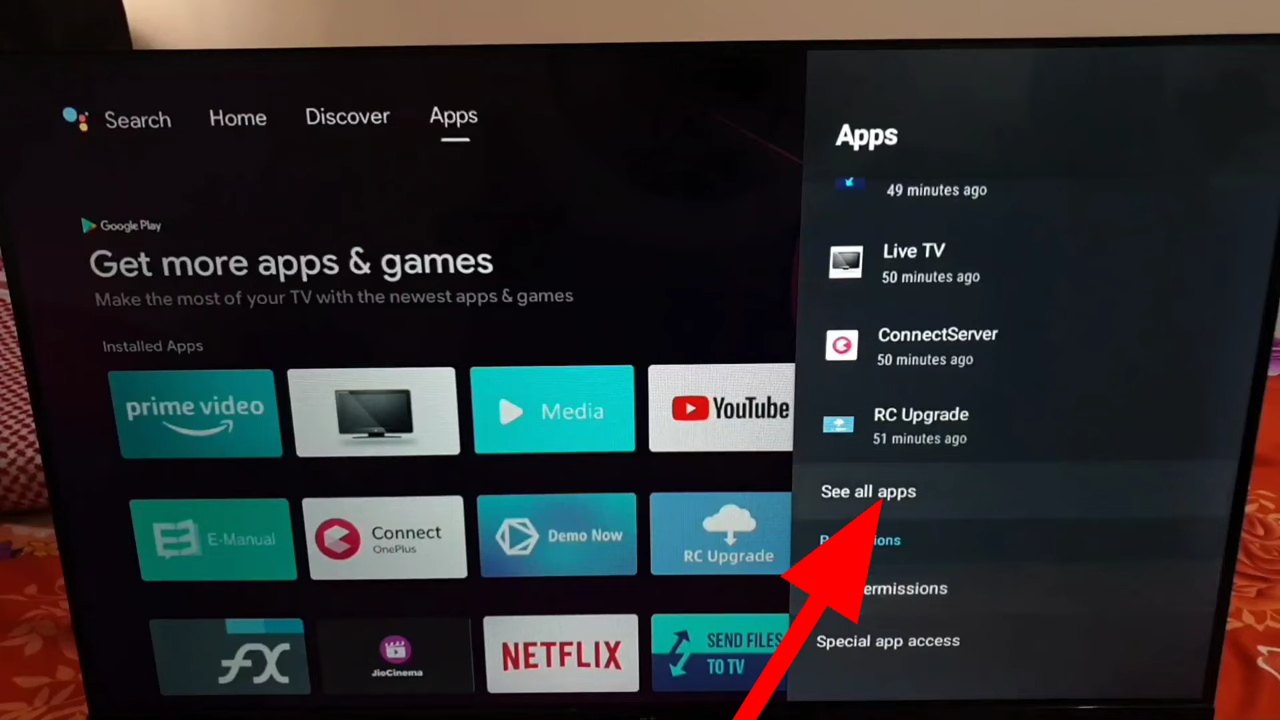 Search Home Discover Apps
Google Play
Get more apps & games
Make the most of your TV with the newest apps & games
Installed Apps
prime video
Media
YouTube
E-Manual
Connect
OnePlus
Demo Now
RC Upgrade
fx
JioCinema
NETFLIX
SEND FILES
TO TV
Apps
49 minutes ago
Live TV
50 minutes ago
ConnectServer
50 minutes ago
RC Upgrade
51 minutes ago
See all apps
Special app access